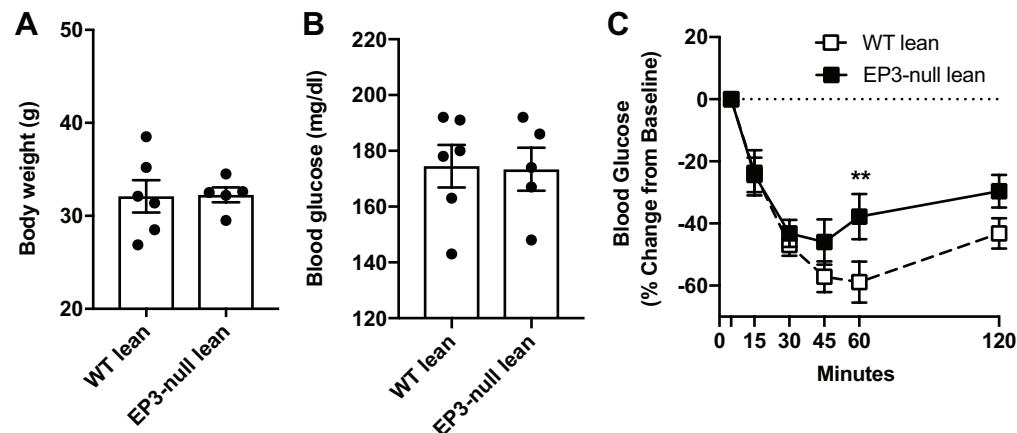 A
Body weight (g)
50
40
30
20
WT lean
EP3-null lean
B
Blood glucose (mg/dl)
220
200
180
160
140
120
WT lean
EP3-null lean
C
Blood Glucose
(% Change from Baseline)
20
0
-20
-40
-60
WT lean
EP3-null lean
**
0 15 30 45 60 120
Minutes